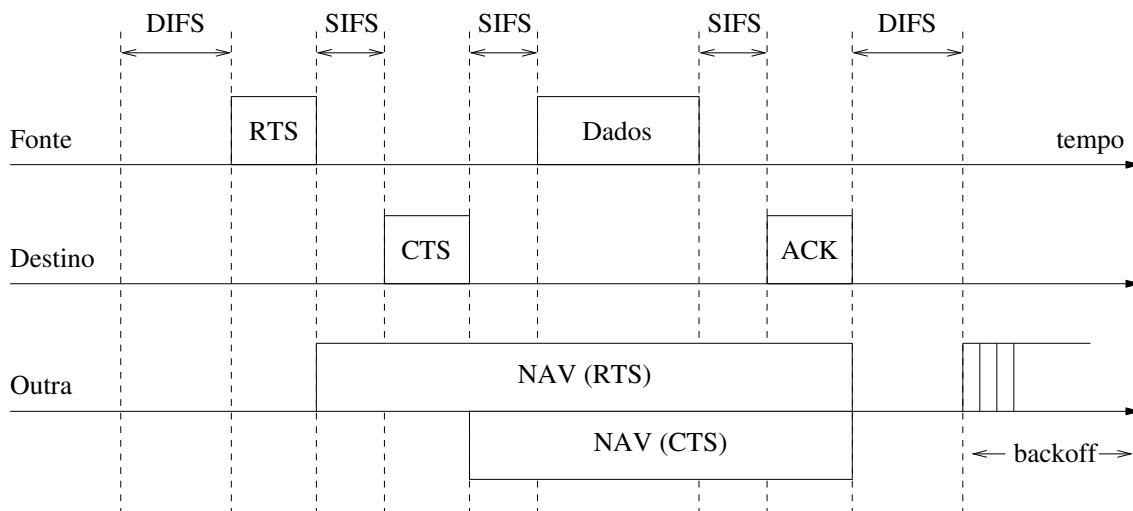 DIFS SIFS SIFS SIFS DIFS
Fonte RTS Dados tempo
Destino CTS ACK
Outra NAV (RTS)
NAV (CTS) backoff